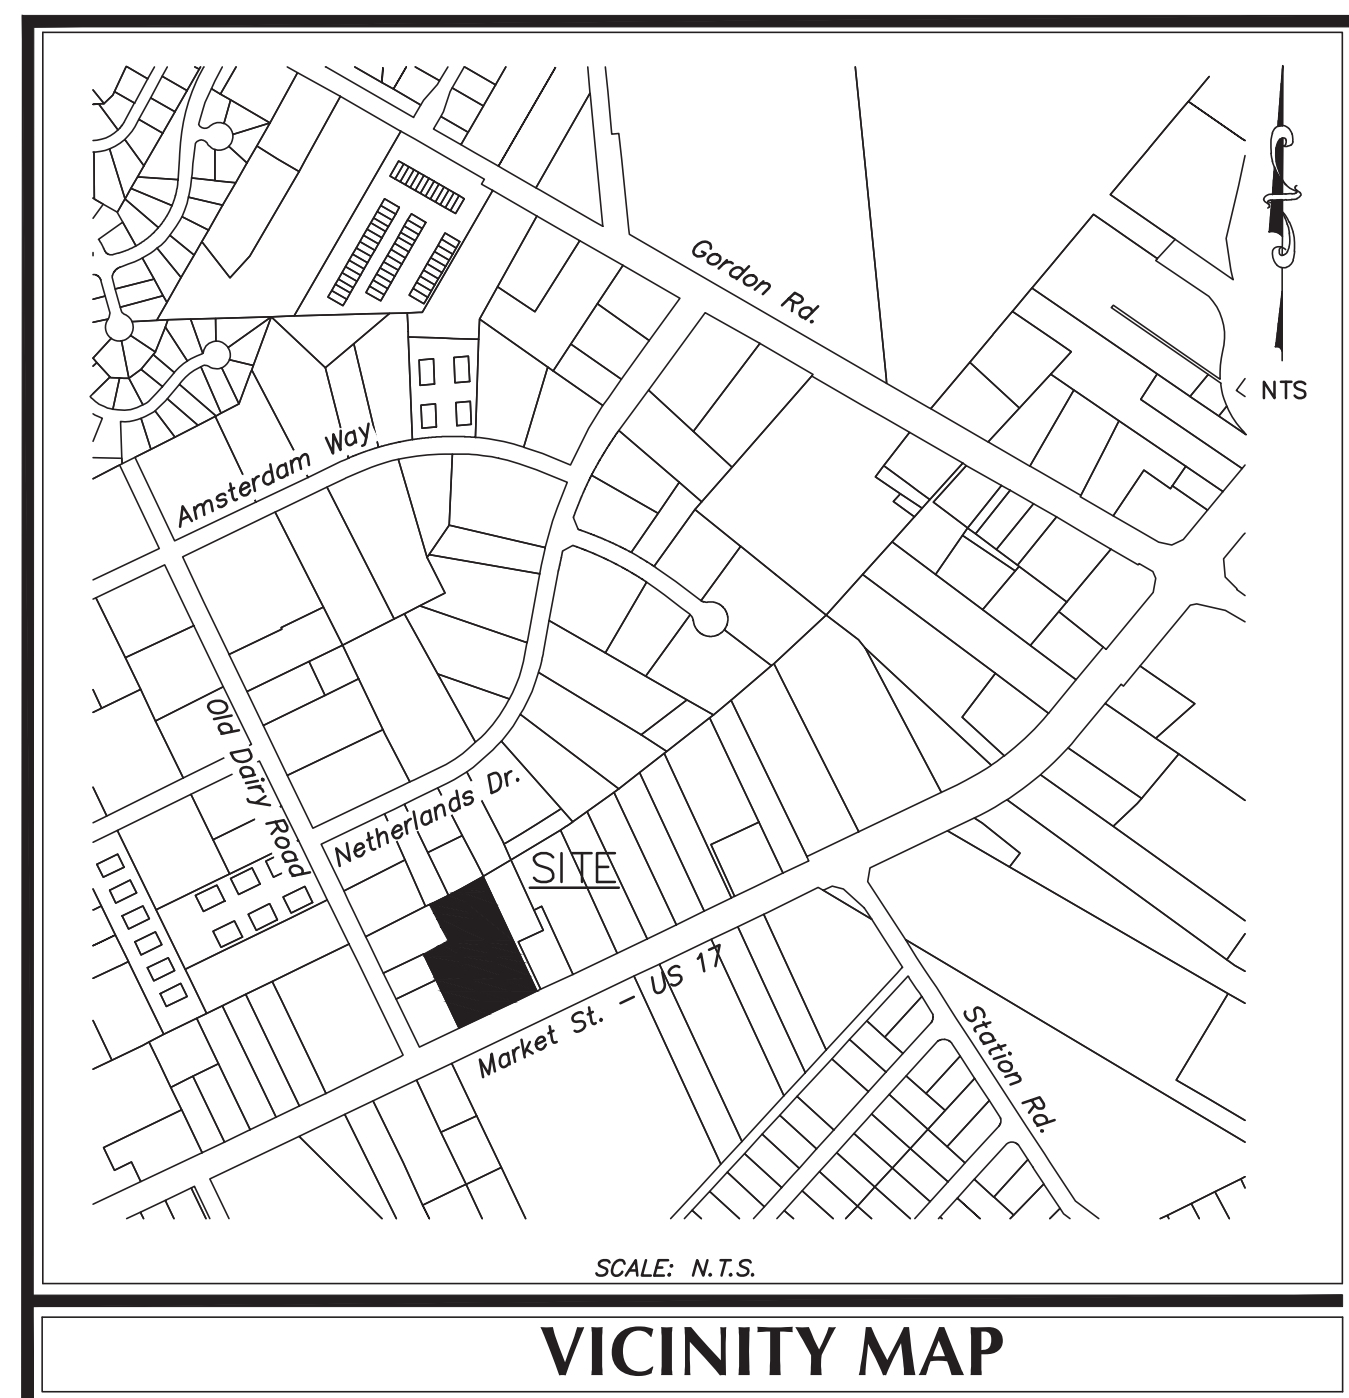 Gordon Rd.
NTS
Amsterdam Way
Old Dairy Road
Netherlands Dr.
SITE
Market St. - US 17
Station Rd.
SCALE: N.T.S.
VICINITY MAP